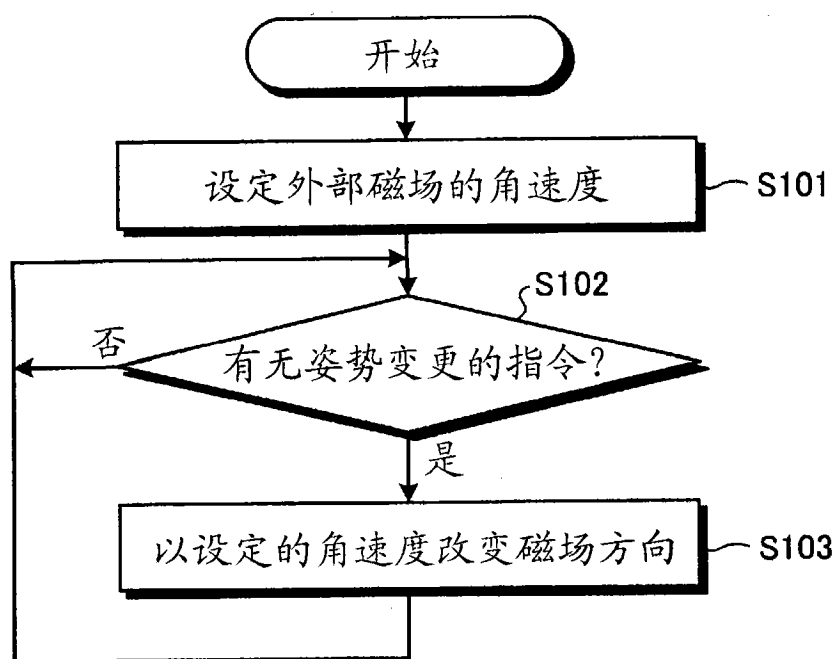 开始
设定外部磁场的角速度
S101
S102
否
有无姿势变更的指令?
是
以设定的角速度改变磁场方向
S103